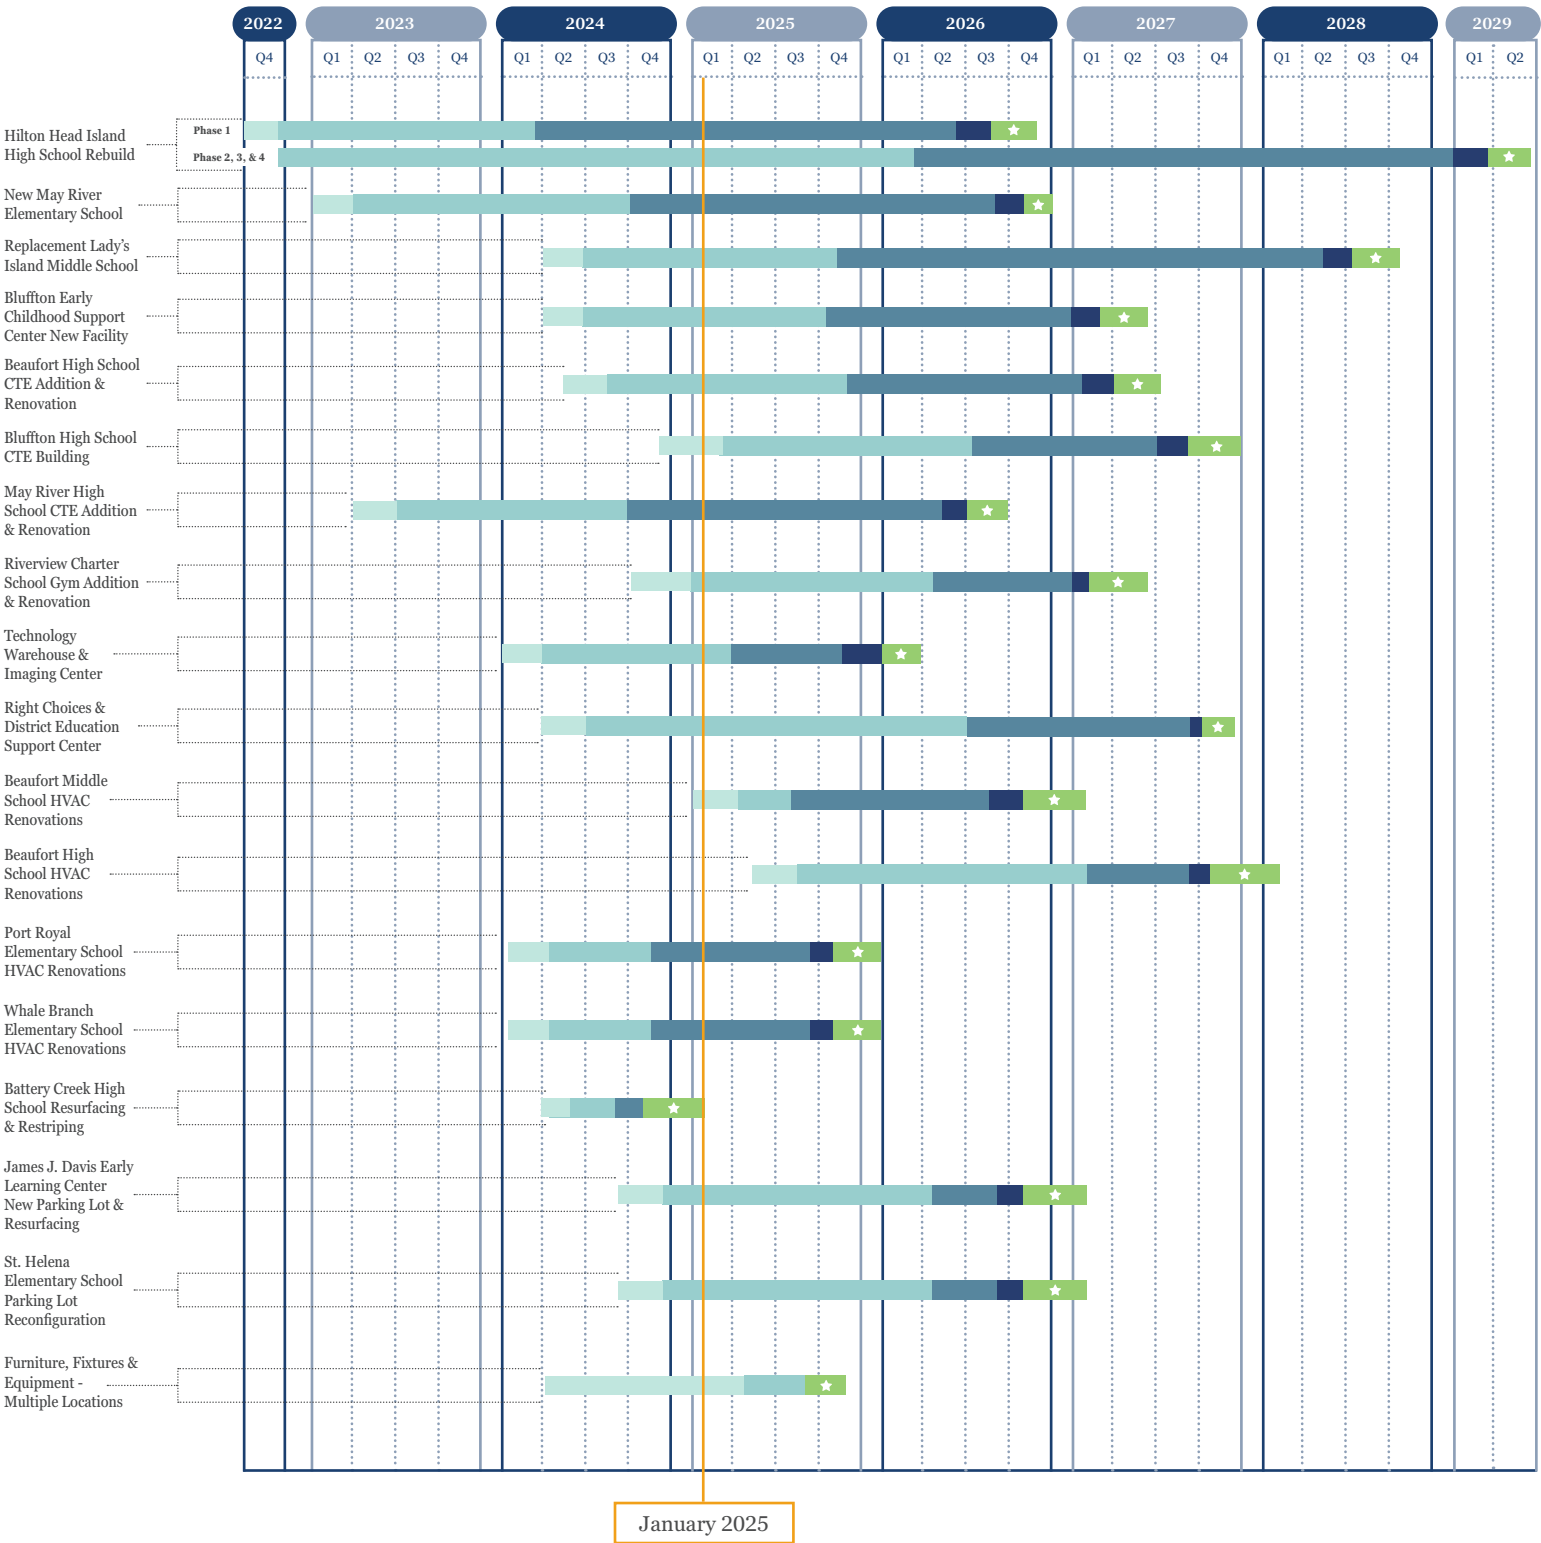 2022 2023 2024 2025 2026 2027 2028 2029
Q4 Q1 Q2 Q3 Q4 Q1 Q2 Q3 Q4 Q1 Q2 Q3 Q4 Q1 Q2 Q3 Q4 Q1 Q2 Q3 Q4 Q1 Q2 Q3 Q4 Q1 Q2
Hilton Head Island
High School Rebuild
Phase 1
Phase 2, 3, & 4
New May River
Elementary School
Replacement Lady’s
Island Middle School
Bluffton Early
Childhood Support
Center New Facility
Beaufort High School
CTE Addition &
Renovation
Bluffton High School
CTE Building
May River High
School CTE Addition
& Renovation
Riverview Charter
School Gym Addition
& Renovation
Technology
Warehouse &
Imaging Center
Right Choices &
District Education
Support Center
Beaufort Middle
School HVAC
Renovations
Beaufort High
School HVAC
Renovations
Port Royal
Elementary School
HVAC Renovations
Whale Branch
Elementary School
HVAC Renovations
Battery Creek High
School Resurfacing
& Restriping
James J. Davis Early
Learning Center
New Parking Lot &
Resurfacing
St. Helena
Elementary School
Parking Lot
Reconfiguration
Furniture, Fixtures &
Equipment -
Multiple Locations
January 2025